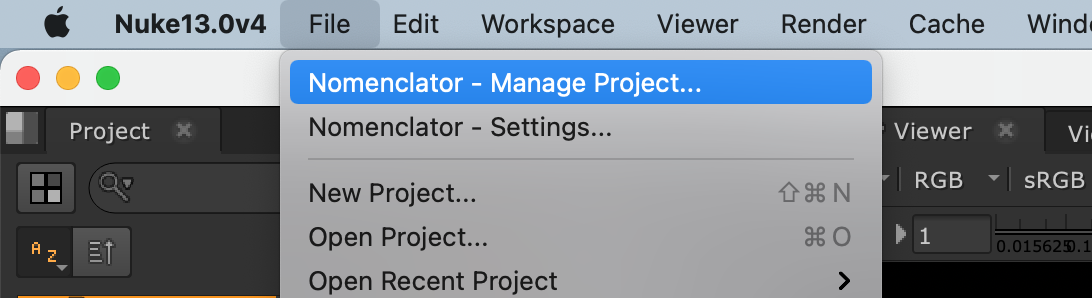 Nuke13.0v4 File Edit Workspace Viewer Render Cache
Nomenclator - Manage Project...
Nomenclator - Settings...
Project Viewer
New Project... ⇧⌘N
RGB sRGB
Open Project... ⌘O
1
0.015625
Open Recent Project
A Z